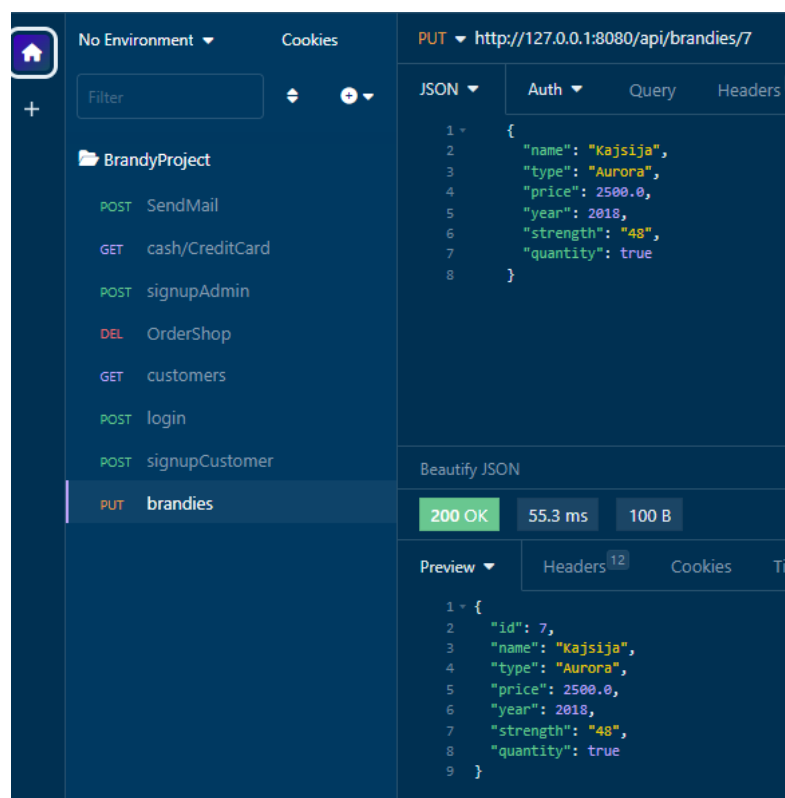 No Environment
Cookies
Filter
BrandyProject
POST SendMail
GET cash/CreditCard
POST signupAdmin
DEL OrderShop
GET customers
POST login
POST signupCustomer
PUT brandies
PUT http://127.0.0.1:8080/api/brandies/7
JSON Auth Query Headers
1 {
2 "name": "Kajsija",
3 "type": "Aurora",
4 "price": 2500.0,
5 "year": 2018,
6 "strength": "48",
7 "quantity": true
8 }
Beautify JSON
200 OK 55.3 ms 100 B
Preview Headers 12 Cookies Ti
1 {
2 "id": 7,
3 "name": "Kajsija",
4 "type": "Aurora",
5 "price": 2500.0,
6 "year": 2018,
7 "strength": "48",
8 "quantity": true
9 }